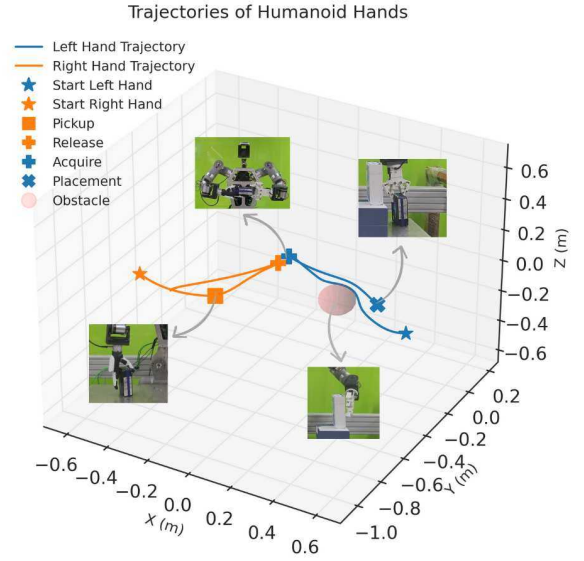 Trajectories of Humanoid Hands
Left Hand Trajectory
Right Hand Trajectory
Start Left Hand
Start Right Hand
Pickup
Release
Acquire
Placement
Obstacle
0.6
0.4
0.2
0.0
−0.2
−0.4
−0.6
Z (m)
0.2
0.0
−0.2
−0.4
−0.6
−0.8
−1.0
Y (m)
−0.6
−0.4
−0.2
0.0
0.2
0.4
0.6
X (m)